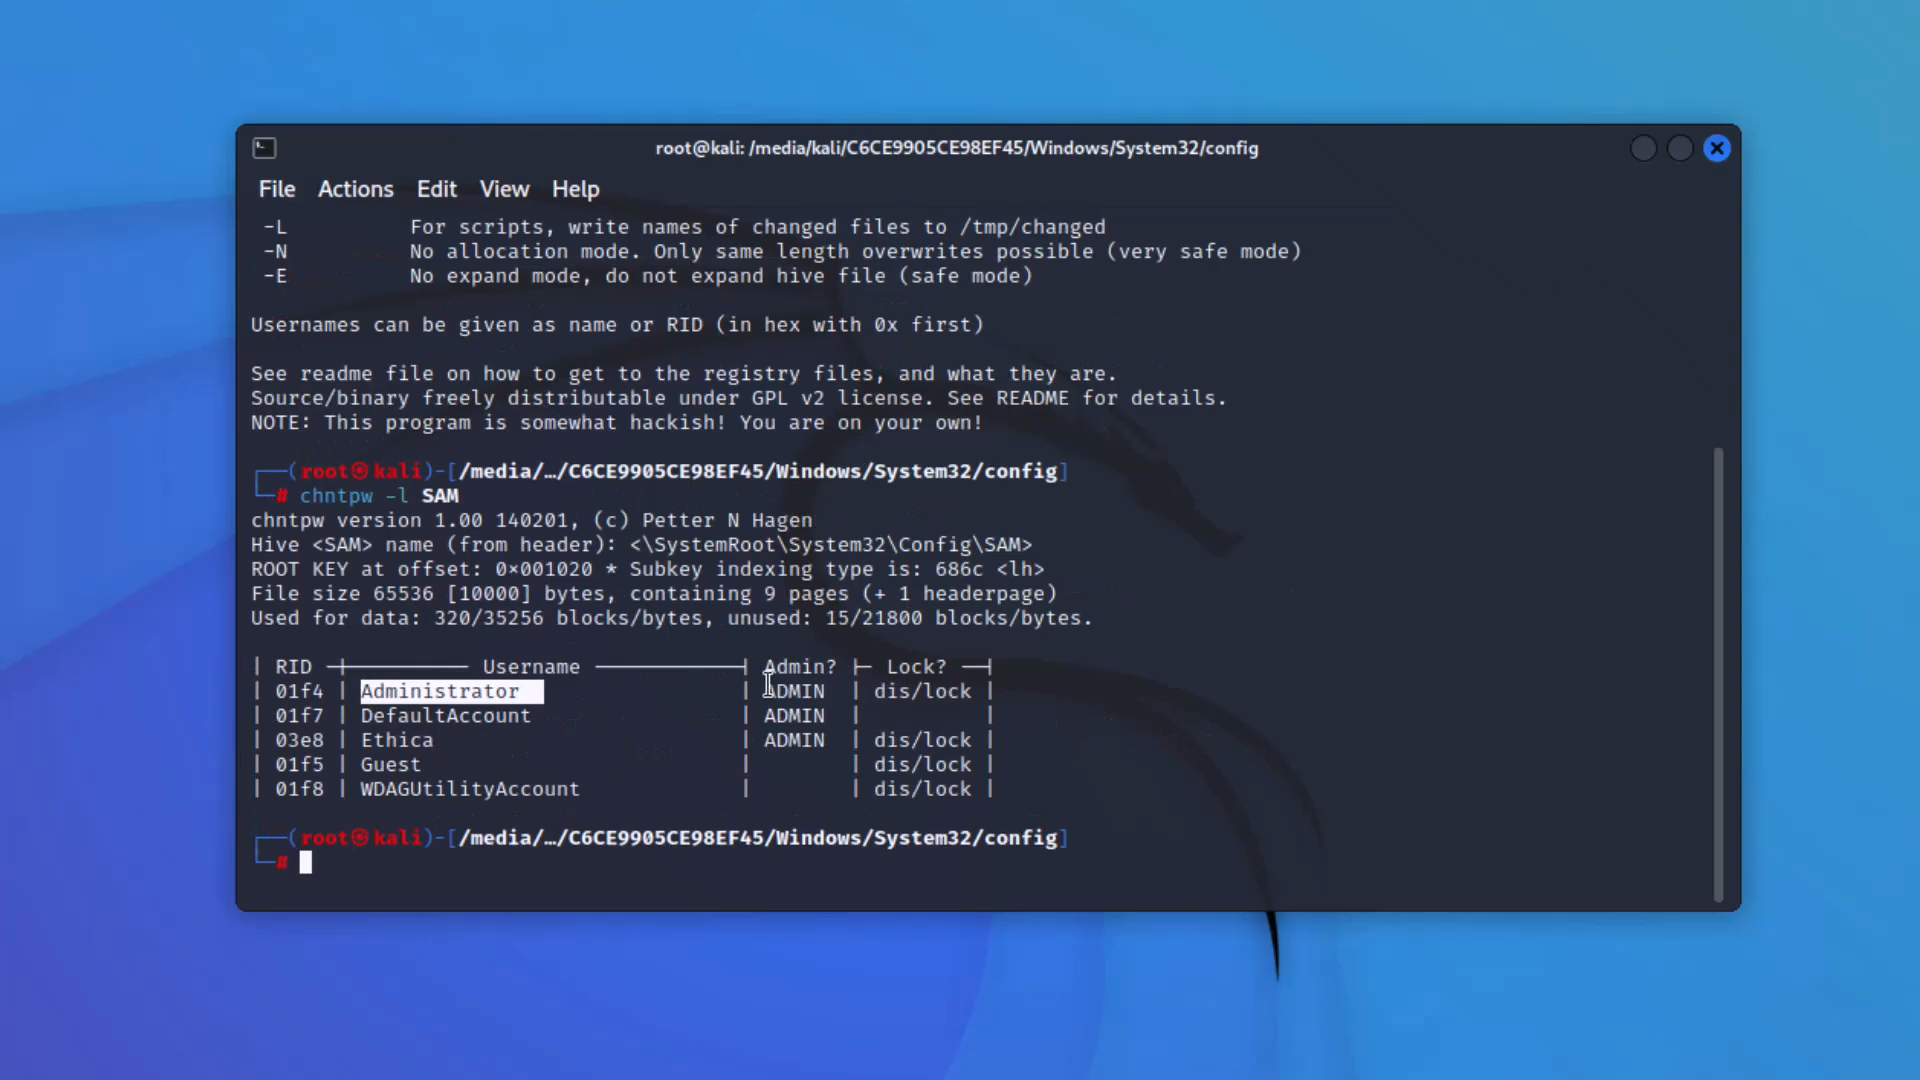 root@kali: /media/kali/C6CE9905CE98EF45/Windows/System32/config
File Actions Edit View Help
-L For scripts, write names of changed files to /tmp/changed
-N No allocation mode. Only same length overwrites possible (very safe mode)
-E No expand mode, do not expand hive file (safe mode)
Usernames can be given as name or RID (in hex with 0x first)
See readme file on how to get to the registry files, and what they are.
Source/binary freely distributable under GPL v2 license. See README for details.
NOTE: This program is somewhat hackish! You are on your own!
┌──(root㉿kali)-[/media/…/C6CE9905CE98EF45/Windows/System32/config]
└─# chntpw -l SAM
chntpw version 1.00 140201, (c) Petter N Hagen
Hive <SAM> name (from header): <\SystemRoot\System32\Config\SAM>
ROOT KEY at offset: 0×001020 * Subkey indexing type is: 686c <lh>
File size 65536 [10000] bytes, containing 9 pages (+ 1 headerpage)
Used for data: 320/35256 blocks/bytes, unused: 15/21800 blocks/bytes.
| RID -|---------- Username ------------| Admin? |- Lock? --|
| 01f4 | Administrator | ADMIN | dis/lock |
| 01f7 | DefaultAccount | ADMIN | |
| 03e8 | Ethica | ADMIN | dis/lock |
| 01f5 | Guest | | dis/lock |
| 01f8 | WDAGUtilityAccount | | dis/lock |
┌──(root㉿kali)-[/media/…/C6CE9905CE98EF45/Windows/System32/config]
└─#